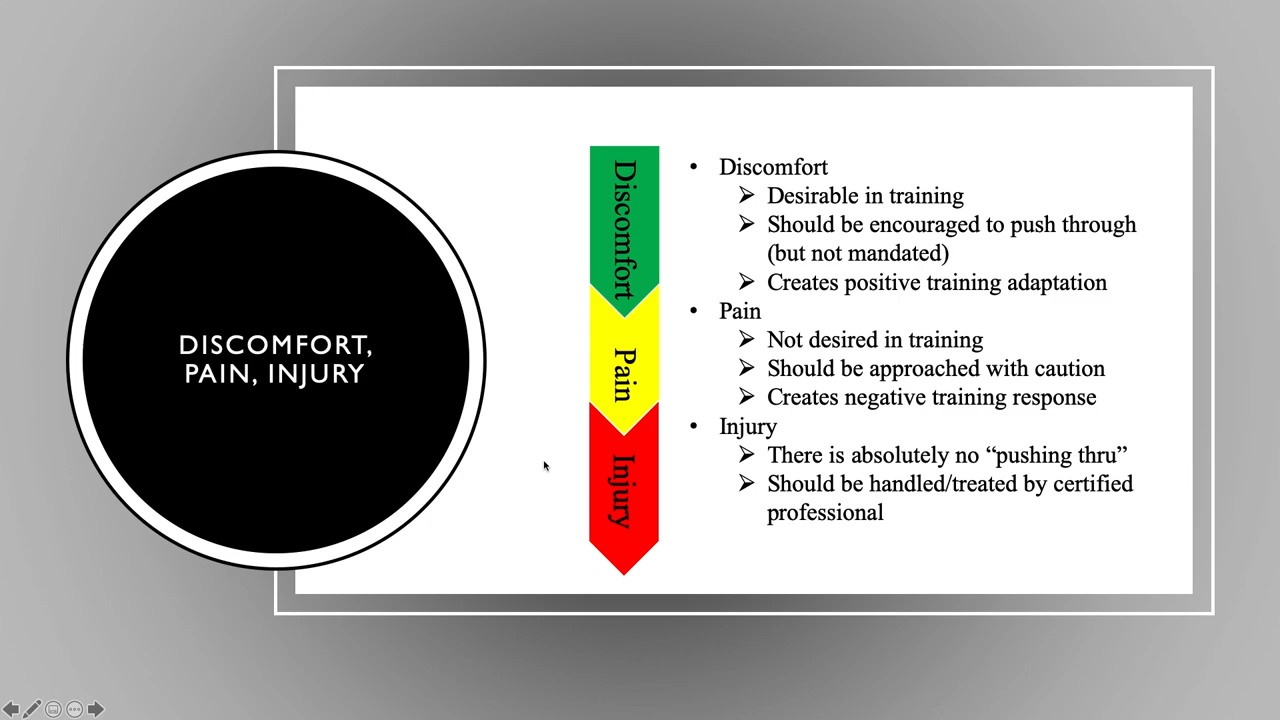 DISCOMFORT,
PAIN, INJURY
Discomfort
Pain
Injury
• Discomfort
➢ Desirable in training
➢ Should be encouraged to push through
(but not mandated)
➢ Creates positive training adaptation
• Pain
➢ Not desired in training
➢ Should be approached with caution
➢ Creates negative training response
• Injury
➢ There is absolutely no “pushing thru”
➢ Should be handled/treated by certified
professional